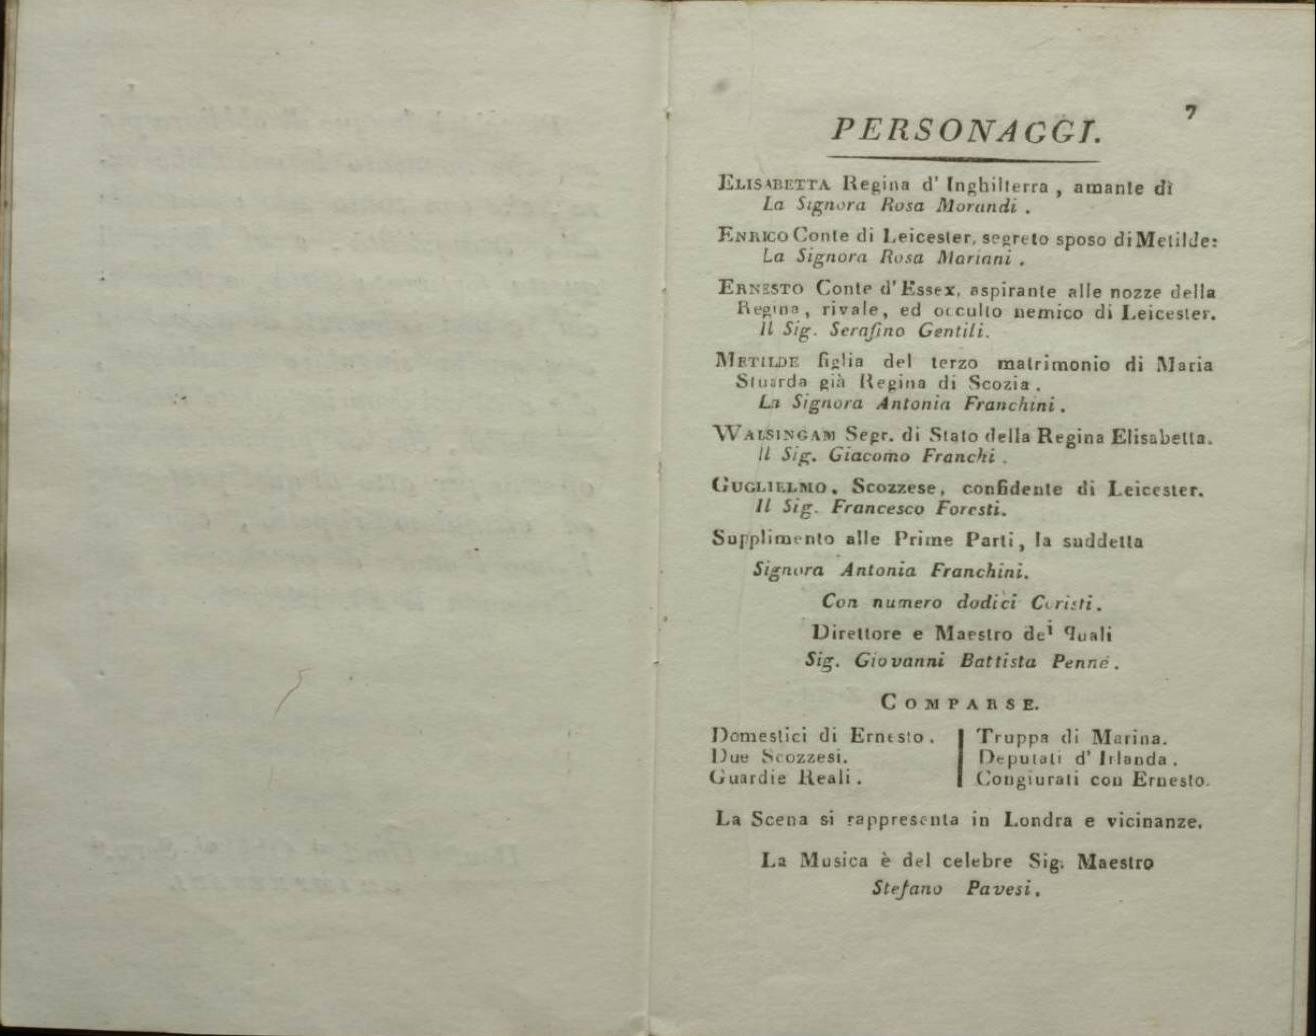 7
PERSONAGGI.
ELISABETTA Regina d' Inghilterra, amante di
La Signora Rosa Morandi.
ENRICO Conte di Leicester, segreto sposo di Metilde:
La Signora Rosa Mariani.
ERNESTO Conte d'Essex, aspirante alle nozze della
Regina, rivale, ed occulto nemico di Leicester.
Il Sig. Serafino Gentili.
METILDE figlia del terzo matrimonio di Maria
Stuarda già Regina di Scozia.
La Signora Antonia Franchini.
WALSINGAM Segr. di Stato della Regina Elisabetta.
Il Sig. Giacomo Franchi.
GUGLIELMO. Scozzese, confidente di Leicester.
Il Sig. Francesco Foresti.
Supplimento alle Prime Parti, la suddetta
Signora Antonia Franchini.
Con numero dodici Coristi.
Direttore e Maestro dei quali
Sig. Giovanni Battista Penné.
COMPARSE.
Domestici di Ernesto.
Due Scozzesi.
Guardie Reali.
Truppa di Marina.
Deputati d' Irlanda.
Congiurati con Ernesto.
La Scena si rappresenta in Londra e vicinanze.
La Musica è del celebre Sig. Maestro
Stefano Pavesi.